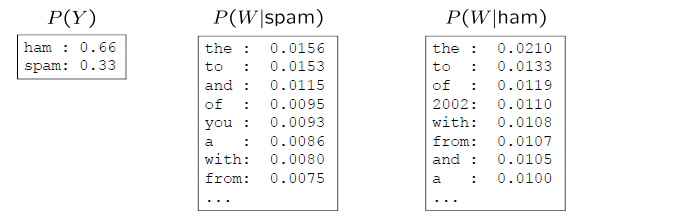 P(Y)
ham : 0.66
spam: 0.33
P(W|spam)
the : 0.0156
to : 0.0153
and : 0.0115
of : 0.0095
you : 0.0093
a : 0.0086
with: 0.0080
from: 0.0075
...
P(W|ham)
the : 0.0210
to : 0.0133
of : 0.0119
2002: 0.0110
with: 0.0108
from: 0.0107
and : 0.0105
a : 0.0100
...